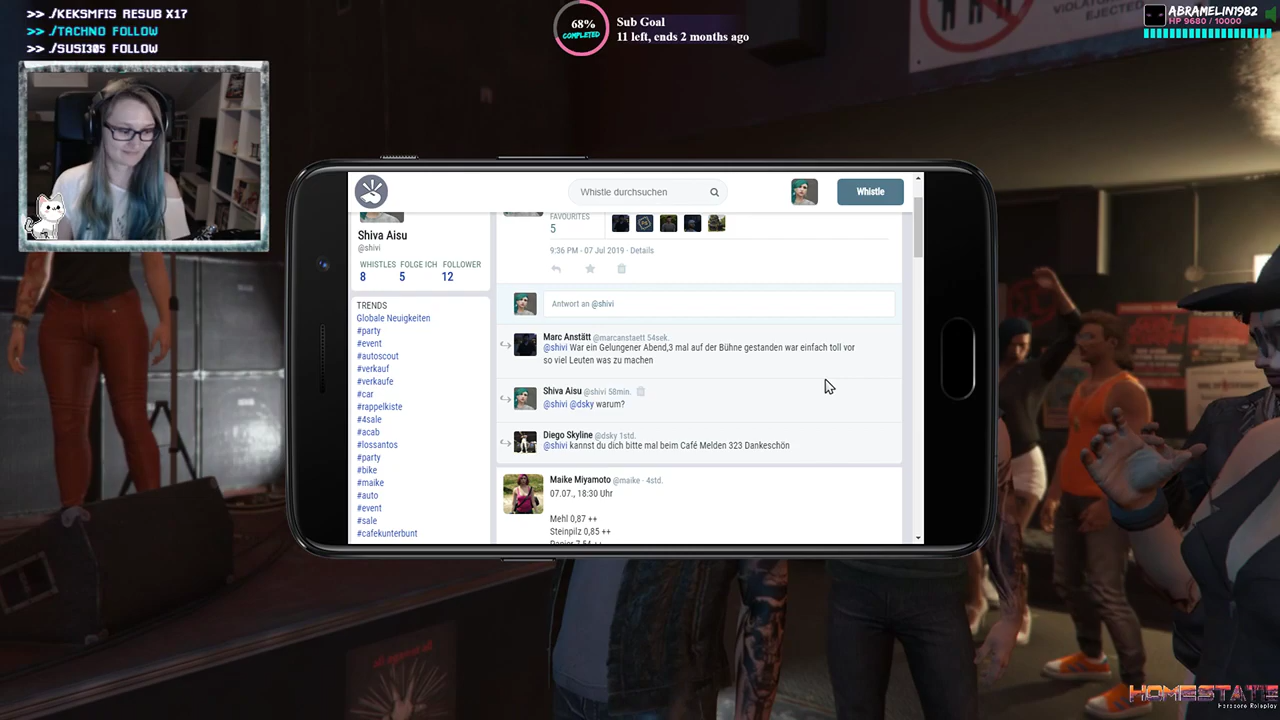 >> ./KEKSMFIS RESUB X17
>> ./TACHNO FOLLOW
>> ./SUSI305 FOLLOW
68%
COMPLETED
Sub Goal
11 left, ends 2 months ago
ABRAMELIN1982
HP 9680 / 10000
EJECTED
Whistle durchsuchen
Whistle
Shiva Aisu
@shivi
WHISTLES FOLGE ICH FOLLOWER
8 5 12
TRENDS
Globale Neuigkeiten
#party
#event
#autoscout
#verkauf
#verkaufe
#car
#rappelkiste
#4sale
#acab
#lossantos
#party
#bike
#maike
#auto
#event
#sale
#cafekunterbunt
FAVOURITES
5
9:36 PM - 07 Jul 2019 · Details
Antwort an @shivi
Marc Anstätt @marcanstaett 54sek.
@shivi War ein Gelungener Abend,3 mal auf der Bühne gestanden war einfach toll vor
so viel Leuten was zu machen
Shiva Aisu @shivi 58min.
@shivi @dsky warum?
Diego Skyline @dsky 1std.
@shivi kannst du dich bitte mal beim Café Melden 323 Dankeschön
Maike Miyamoto @maike · 4std.
07.07., 18:30 Uhr
Mehl 0,87 ++
Steinpilz 0,85 ++
Papier 7,54 ++
HOMESTATE
Hardcore Roleplay